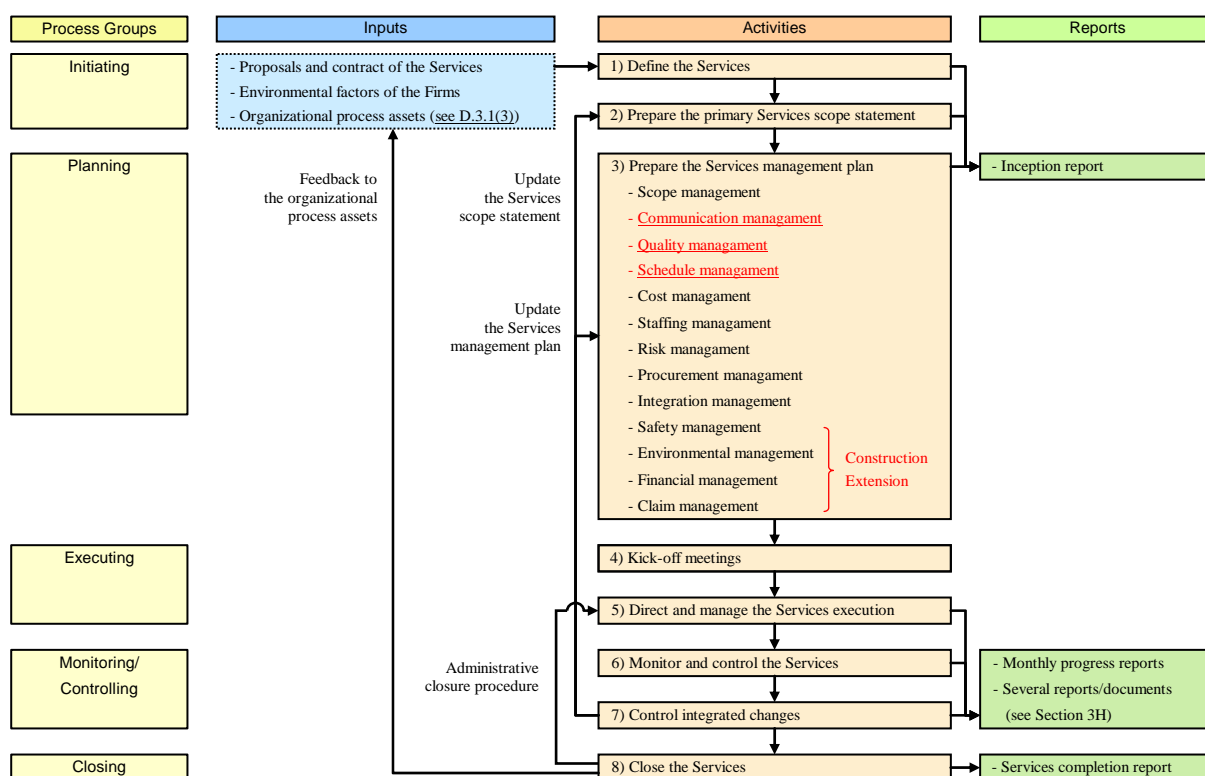 Process Groups
Inputs
Activities
Reports
Initiating
- Proposals and contract of the Services
- Environmental factors of the Firms
- Organizational process assets (see D.3.1(3))
1) Define the Services
2) Prepare the primary Services scope statement
Planning
Feedback to
the organizational
process assets
Update
the Services
scope statement
Update
the Services
management plan
3) Prepare the Services management plan
- Scope management
- Communication managament
- Quality managament
- Schedule managament
- Cost managament
- Staffing managament
- Risk managament
- Procurement managament
- Integration management
- Safety management
- Environmental management
- Financial management
- Claim management
Construction
Extension
- Inception report
Executing
4) Kick-off meetings
5) Direct and manage the Services execution
Monitoring/
Controlling
Administrative
closure procedure
6) Monitor and control the Services
7) Control integrated changes
- Monthly progress reports
- Several reports/documents
(see Section 3H)
Closing
8) Close the Services
- Services completion report